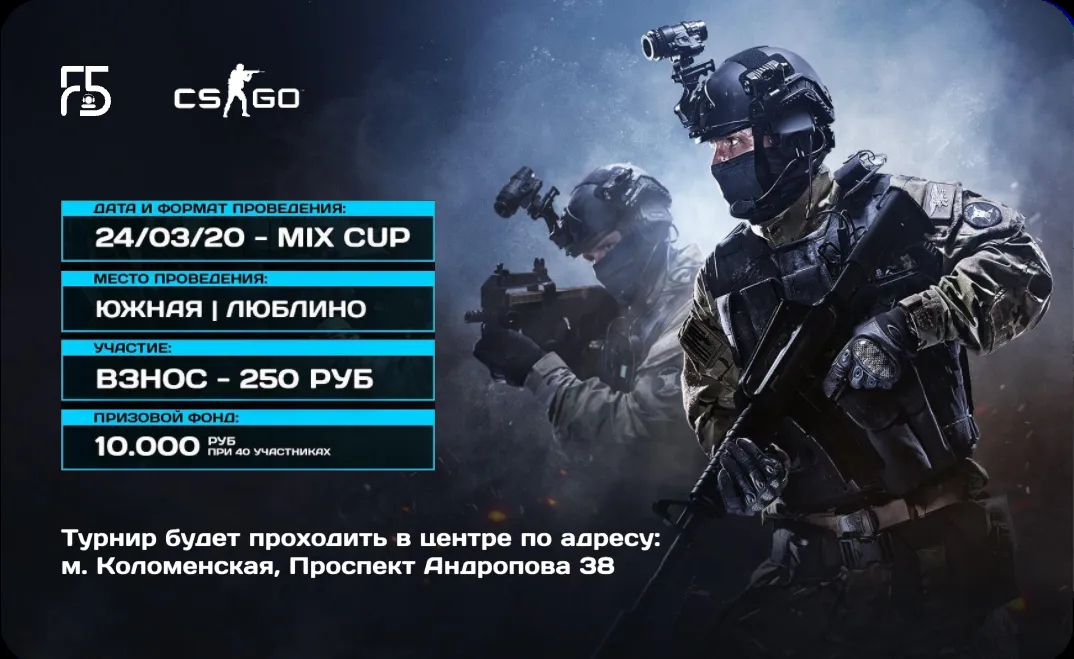 F5
CS GO
ДАТА И ФОРМАТ ПРОВЕДЕНИЯ:
24/03/20 - MIX CUP
МЕСТО ПРОВЕДЕНИЯ:
ЮЖНАЯ | ЛЮБЛИНО
УЧАСТИЕ:
ВЗНОС - 250 РУБ
ПРИЗОВОЙ ФОНД:
10.000 РУБ
ПРИ 40 УЧАСТНИКАХ
Турнир будет проходить в центре по адресу:
м. Коломенская, Проспект Андропова 38